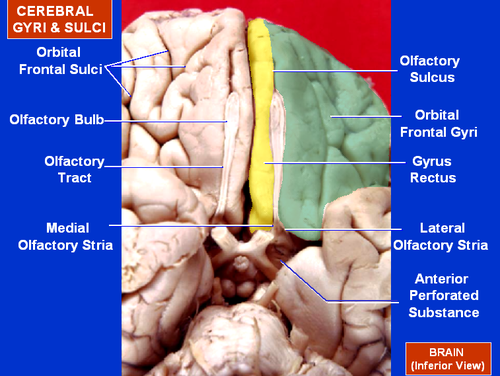 CEREBRAL
GYRI & SULCI
Orbital
Frontal Sulci
Olfactory Bulb
Olfactory
Tract
Medial
Olfactory Stria
Olfactory
Sulcus
Orbital
Frontal Gyri
Gyrus
Rectus
Lateral
Olfactory Stria
Anterior
Perforated
Substance
BRAIN
(Inferior View)